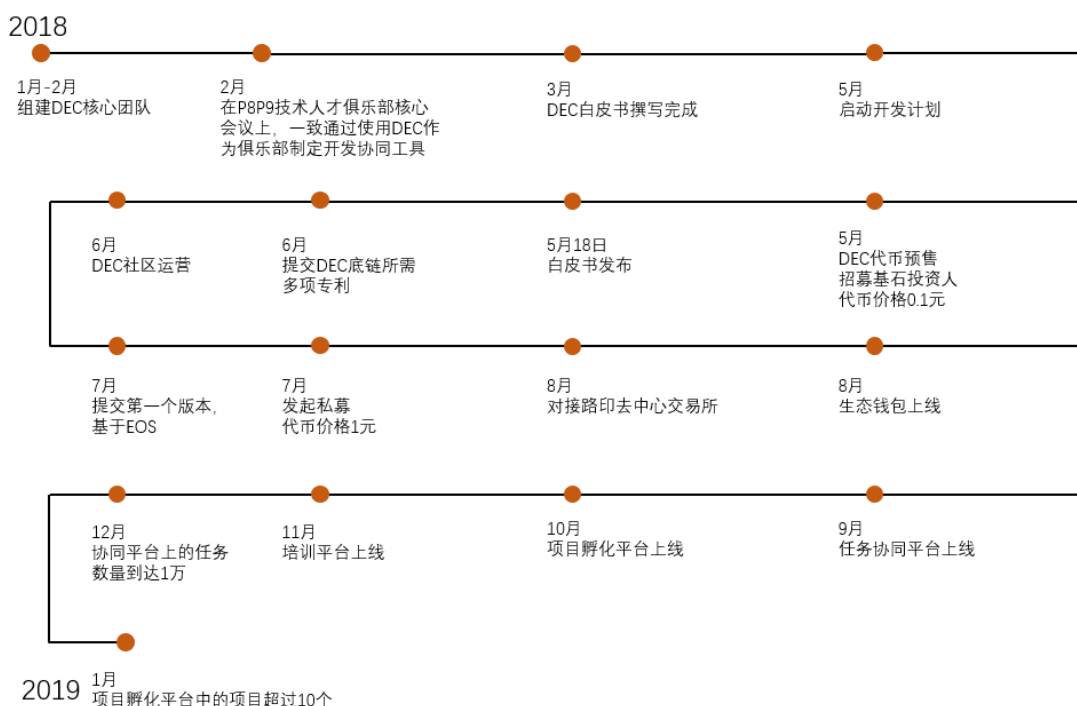 2018
1月-2月
组建DEC核心团队
2月
在P8P9技术人才俱乐部核心
会议上，一致通过使用DEC作
为俱乐部制定开发协同工具
3月
DEC白皮书撰写完成
5月
启动开发计划
6月
DEC社区运营
6月
提交DEC底链所需
多项专利
5月18日
白皮书发布
5月
DEC代币预售
招募基石投资人
代币价格0.1元
7月
提交第一个版本，
基于EOS
7月
发起私募
代币价格1元
8月
对接路印去中心交易所
8月
生态钱包上线
12月
协同平台上的任务
数量到达1万
11月
培训平台上线
10月
项目孵化平台上线
9月
任务协同平台上线
2019
1月
项目孵化平台中的项目超过10个